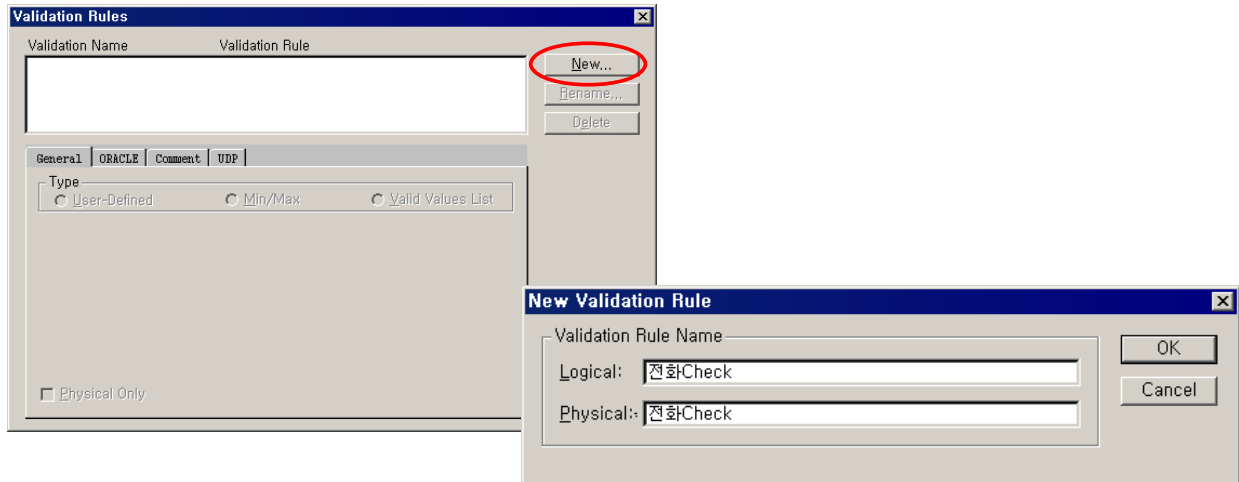 Validation Rules
Validation Name Validation Rule
New...
Rename...
Delete
General ORACLE Comment UDP
Type
User-Defined Min/Max Valid Values List
Physical Only
New Validation Rule
Validation Rule Name
OK
Logical: 전화Check
Cancel
Physical: 전화Check